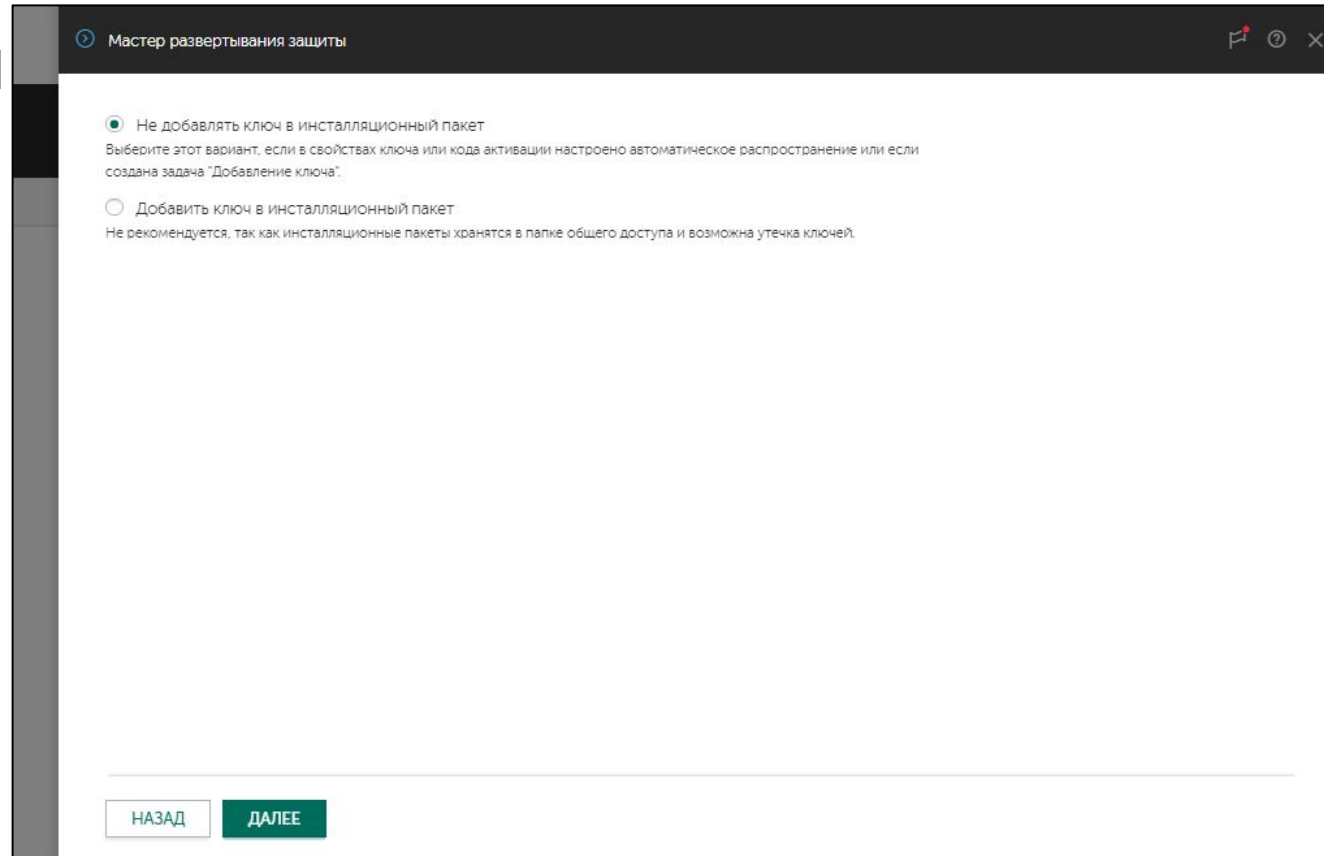 Мастер развертывания защиты
Не добавлять ключ в инсталляционный пакет
Выберите этот вариант, если в свойствах ключа или кода активации настроено автоматическое распространение или если
создана задача "Добавление ключа".
Добавить ключ в инсталляционный пакет
Не рекомендуется, так как инсталляционные пакеты хранятся в папке общего доступа и возможна утечка ключей.
НАЗАД
ДАЛЕЕ